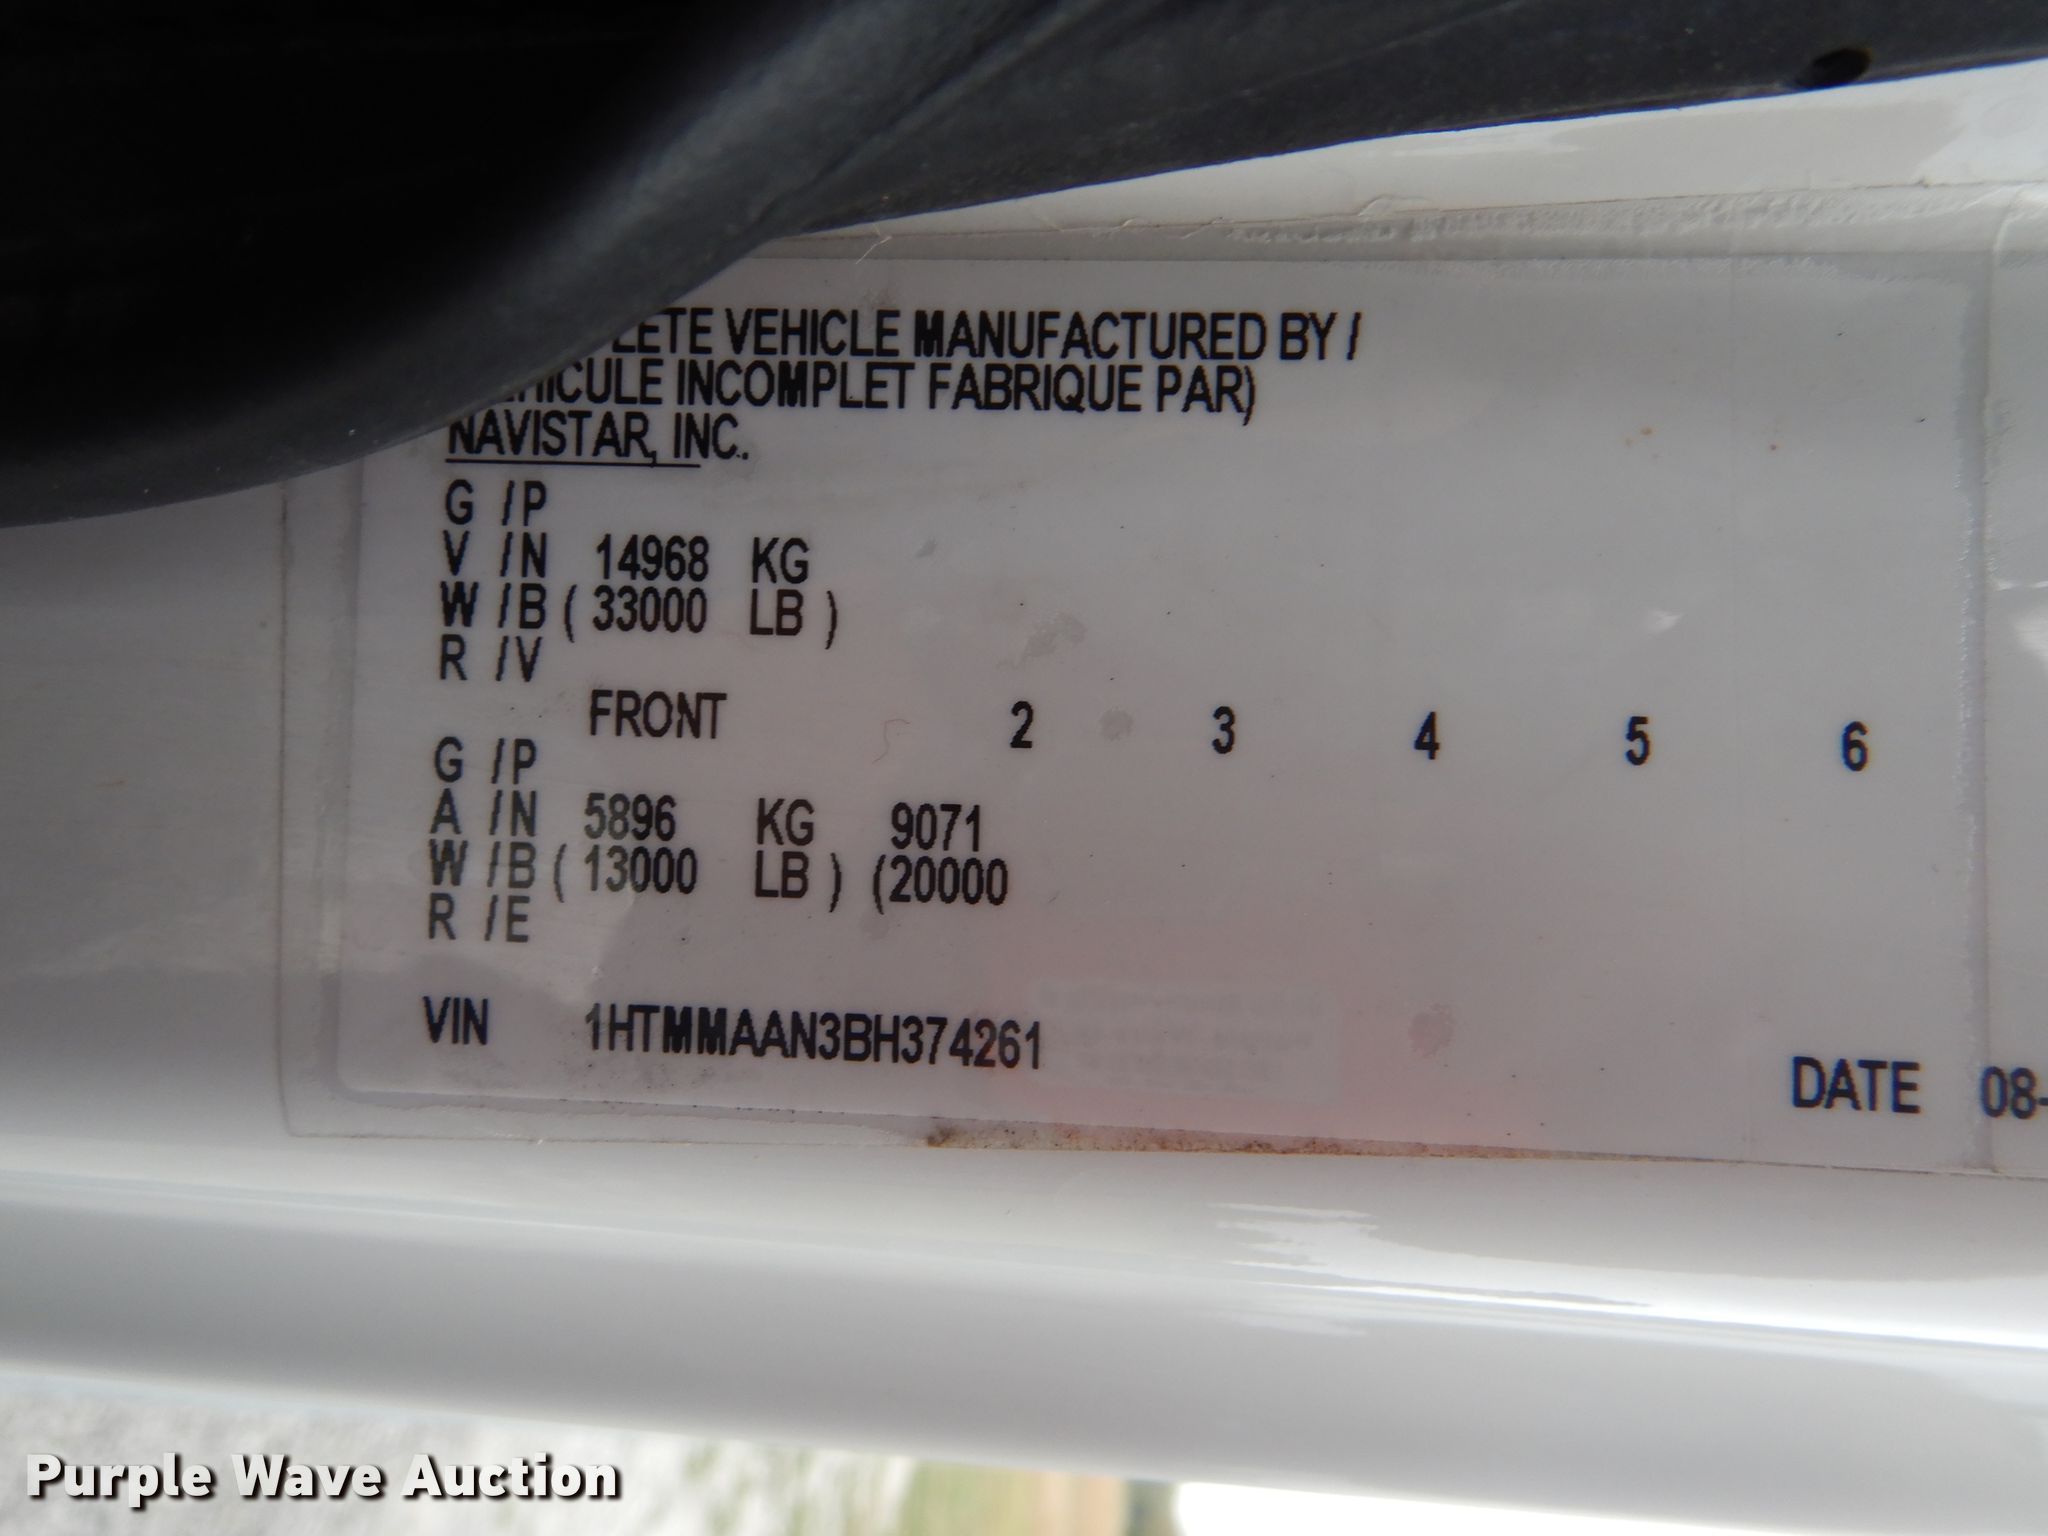 LETE VEHICLE MANUFACTURED BY /
VEHICULE INCOMPLET FABRIQUE PAR)
NAVISTAR, INC.
G /P
V /N 14968 KG
W /B ( 33000 LB )
R /V
FRONT 2 3 4 5 6
G /P
A /N 5896 KG 9071
W /B ( 13000 LB ) (20000
R /E
VIN 1HTMMAAN3BH374261
DATE 08-
Purple Wave Auction